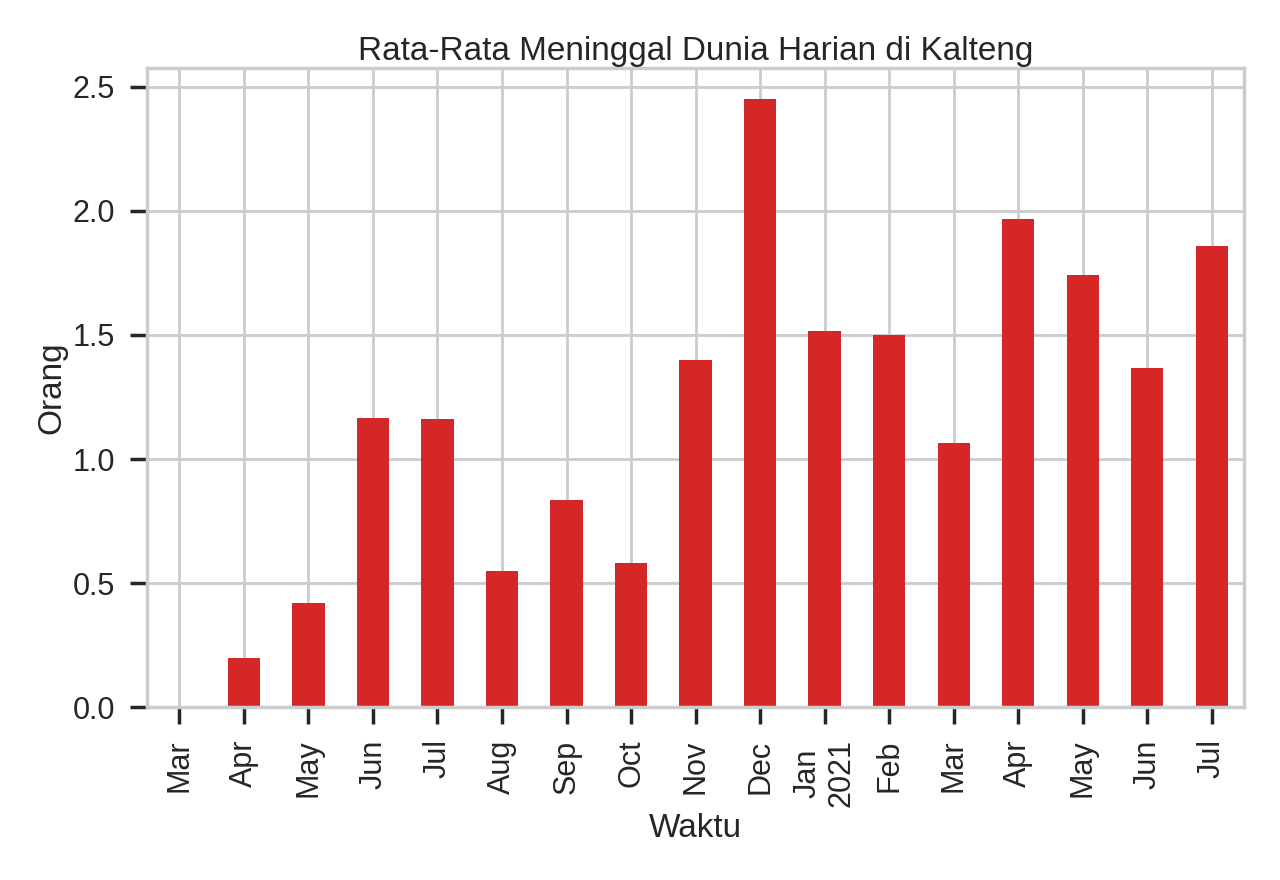 Rata-Rata Meninggal Dunia Harian di Kalteng
2.5
2.0
1.5
1.0
0.5
0.0
Orang
Mar
Apr
May
Jun
Jul
Aug
Sep
Oct
Nov
Dec
Jan
2021
Feb
Mar
Apr
May
Jun
Jul
Waktu